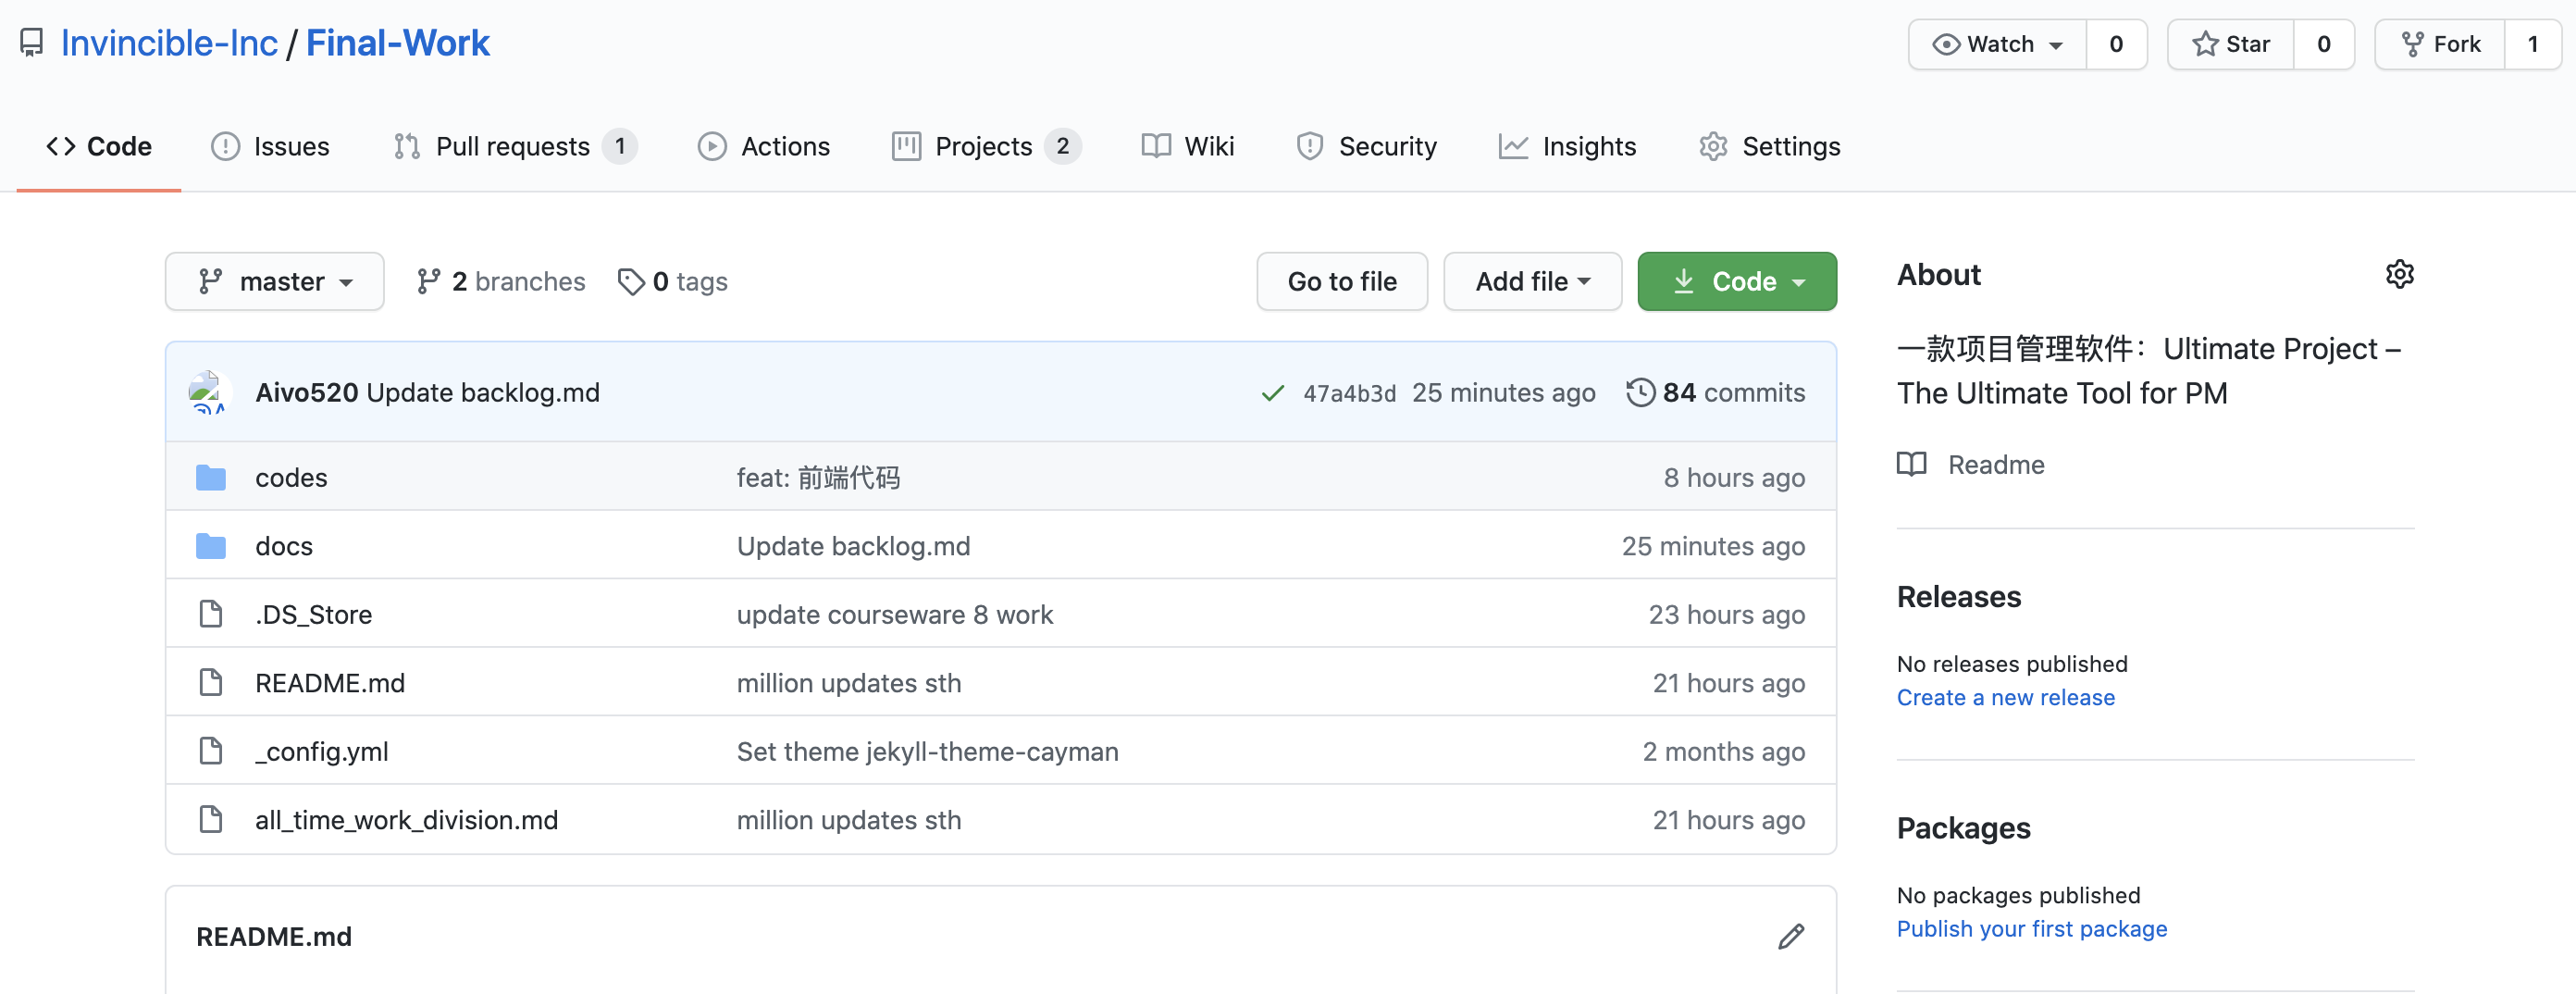 Invincible-Inc / Final-Work
Watch 0 Star 0 Fork 1
Code Issues Pull requests 1 Actions Projects 2 Wiki Security Insights Settings
master 2 branches 0 tags Go to file Add file Code
Aivo520 Update backlog.md 47a4b3d 25 minutes ago 84 commits
codes feat: 前端代码 8 hours ago
docs Update backlog.md 25 minutes ago
.DS_Store update courseware 8 work 23 hours ago
README.md million updates sth 21 hours ago
_config.yml Set theme jekyll-theme-cayman 2 months ago
all_time_work_division.md million updates sth 21 hours ago
README.md
About
一款项目管理软件：Ultimate Project –
The Ultimate Tool for PM
Readme
Releases
No releases published
Create a new release
Packages
No packages published
Publish your first package